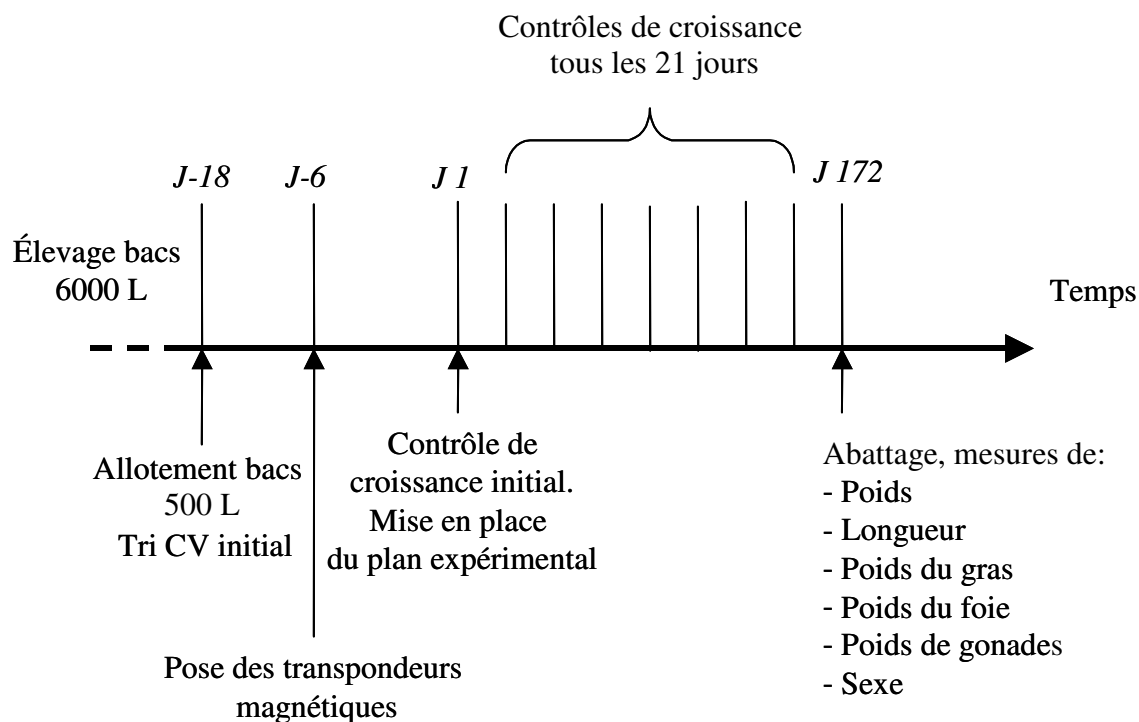 Contrôles de croissance
tous les 21 jours
J-18
J-6
J 1
J 172
Élevage bacs
6000 L
Temps
Allotement bacs
500 L
Tri CV initial
Contrôle de
croissance initial.
Mise en place
du plan expérimental
Abattage, mesures de:
- Poids
- Longueur
- Poids du gras
- Poids du foie
- Poids de gonades
- Sexe
Pose des transpondeurs
magnétiques